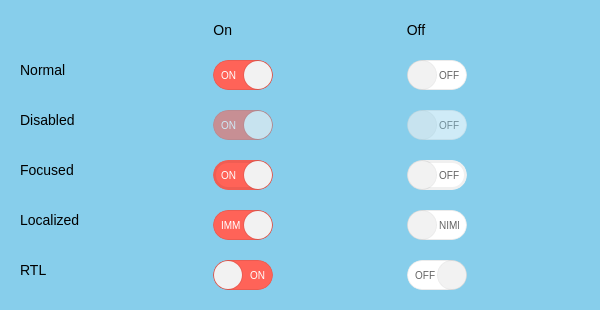 On Off
Normal ON OFF
Disabled ON OFF
Focused ON OFF
Localized IMM NIMI
RTL ON OFF